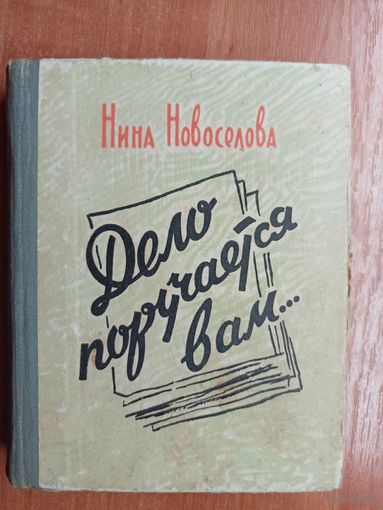 Нина Новоселова
Дело
поручается
вам...